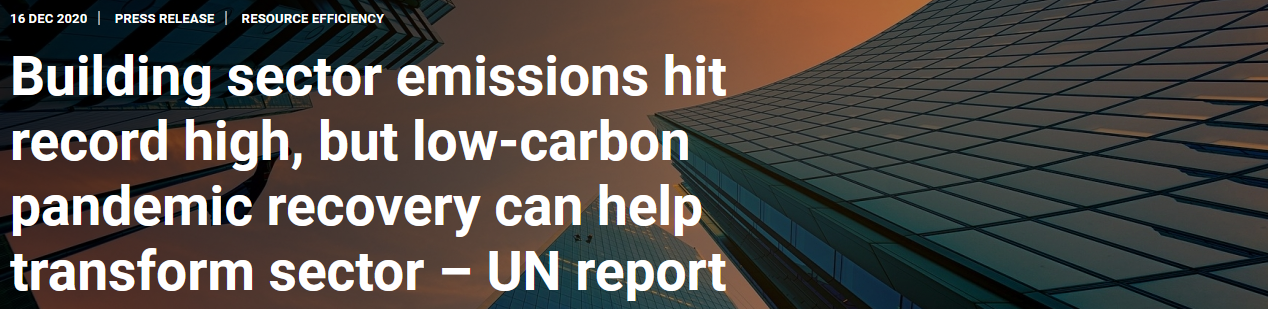 16 DEC 2020 | PRESS RELEASE | RESOURCE EFFICIENCY
Building sector emissions hit
record high, but low-carbon
pandemic recovery can help
transform sector – UN report